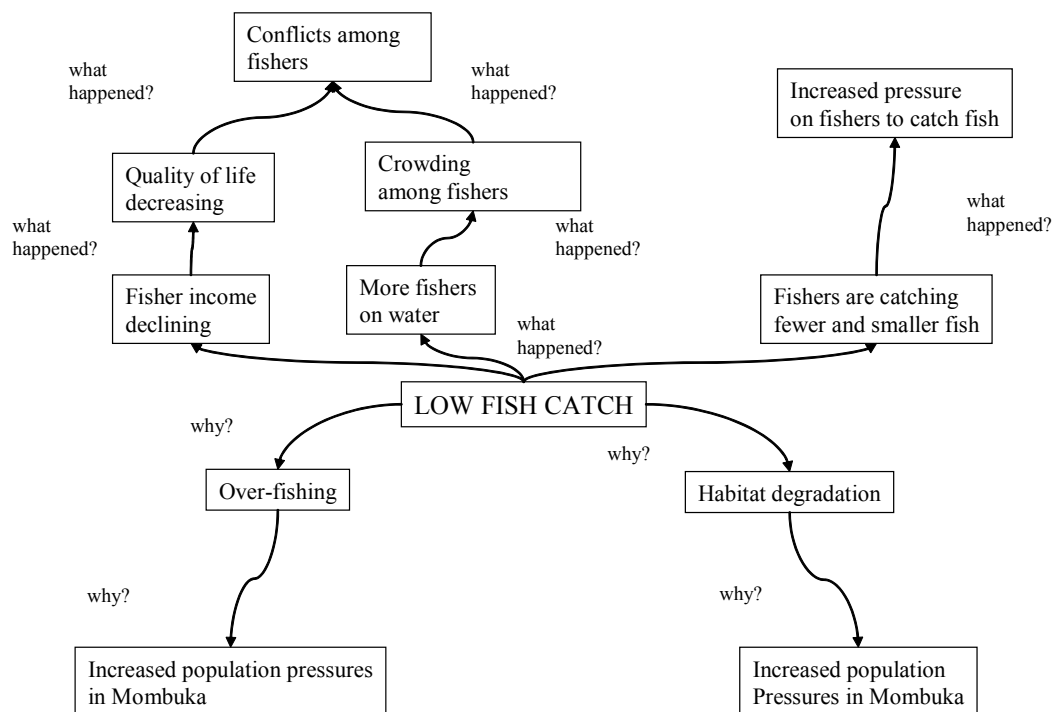 Conflicts among
fishers
what
happened?
what
happened?
Increased pressure
on fishers to catch fish
Quality of life
decreasing
Crowding
among fishers
what
happened?
what
happened?
what
happened?
Fisher income
declining
More fishers
on water
Fishers are catching
fewer and smaller fish
what
happened?
LOW FISH CATCH
why?
why?
Over-fishing
Habitat degradation
why?
why?
Increased population pressures
in Mombuka
Increased population
Pressures in Mombuka